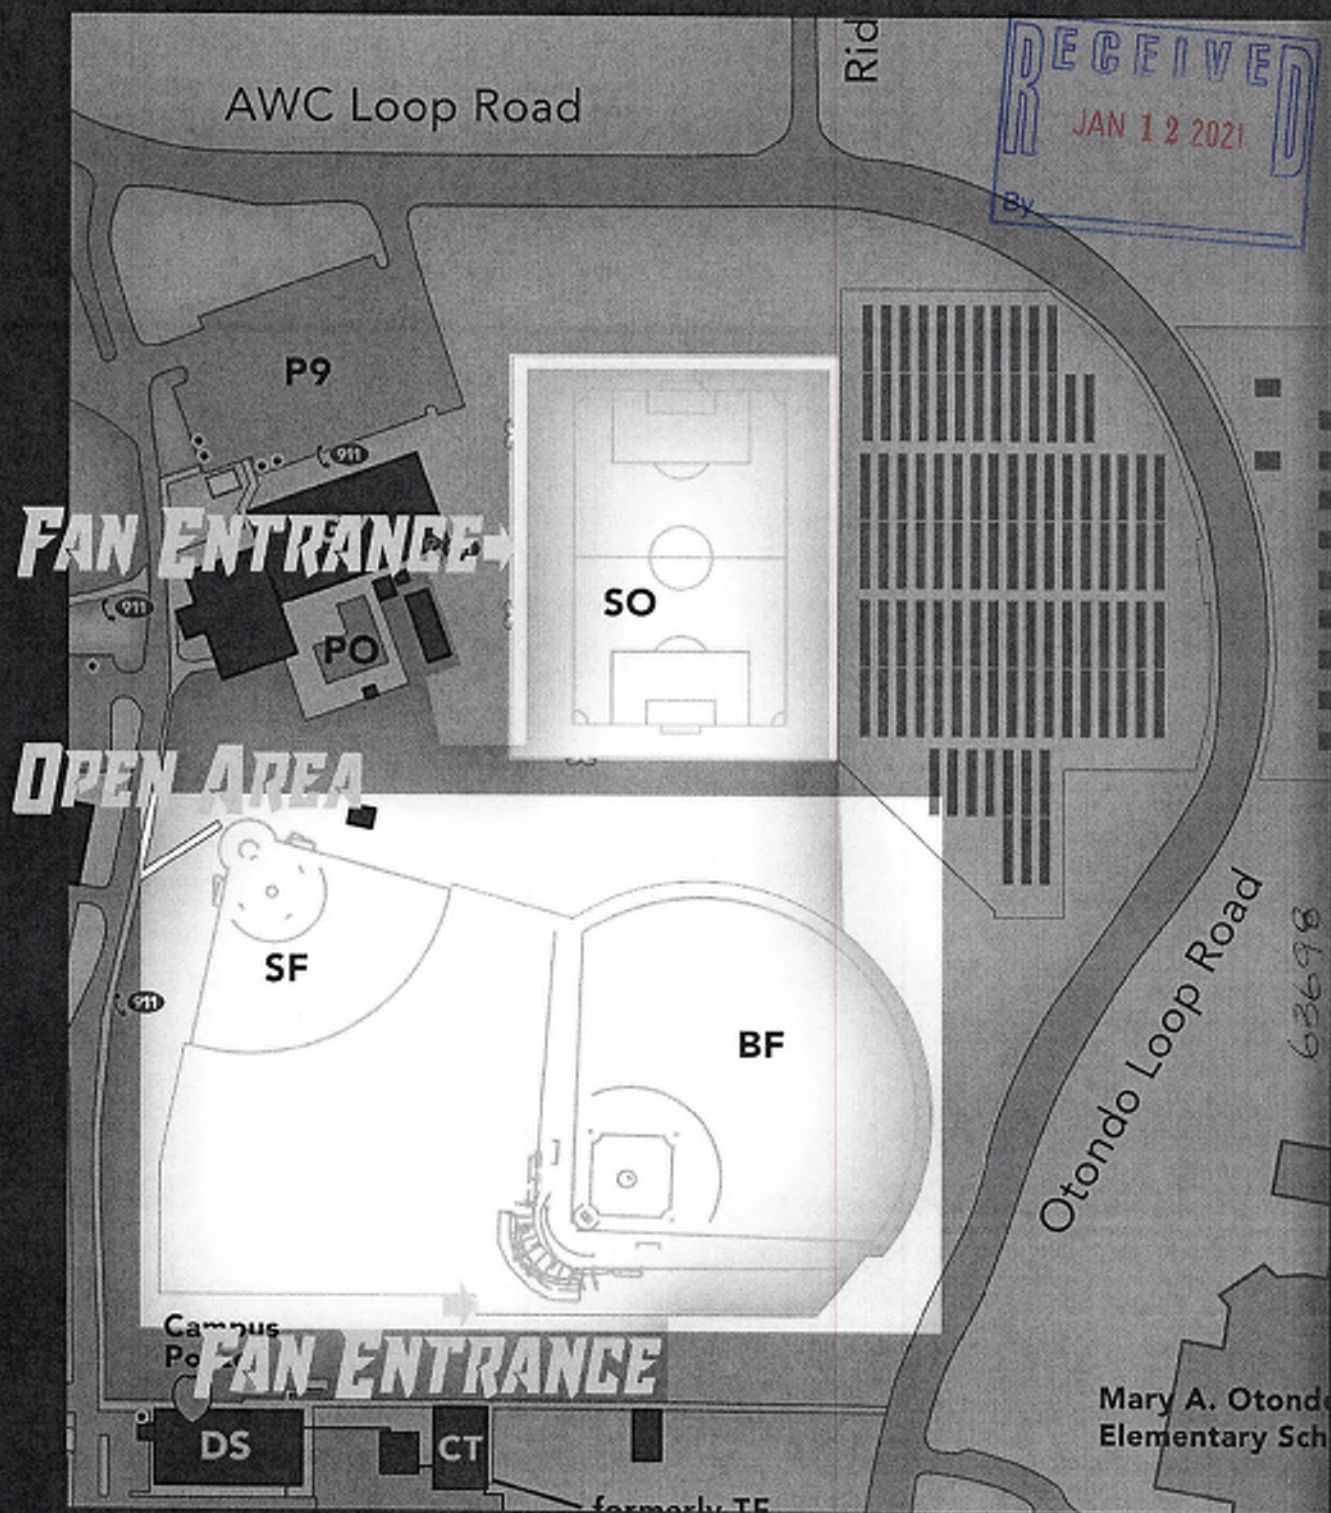 AWC Loop Road
Rid
RECEIVED
JAN 12 2021
By
P9
911
FAN ENTRANCE
SO
911
PO
OPEN AREA
SF
911
BF
Otondo Loop Road
63698
Campus
FAN ENTRANCE
Mary A. Otondo
Elementary Sch
DS
CT
formerly TE